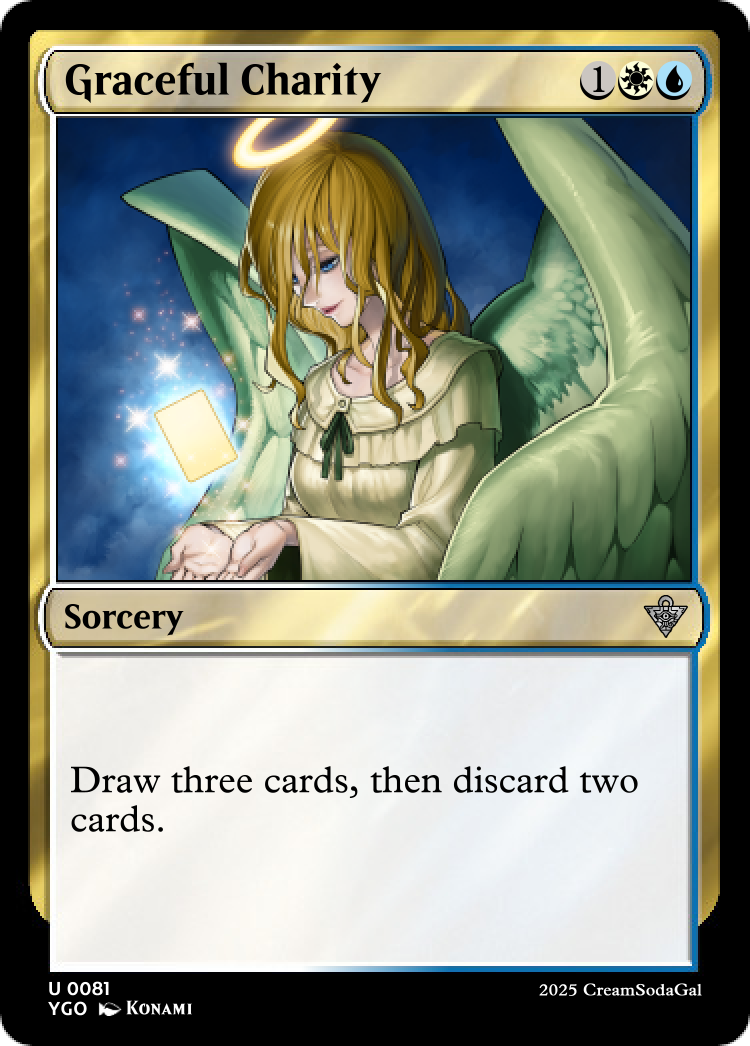 Graceful Charity 1
Sorcery
Draw three cards, then discard two
cards.
U 0081
YGO KONAMI
2025 CreamSodaGal